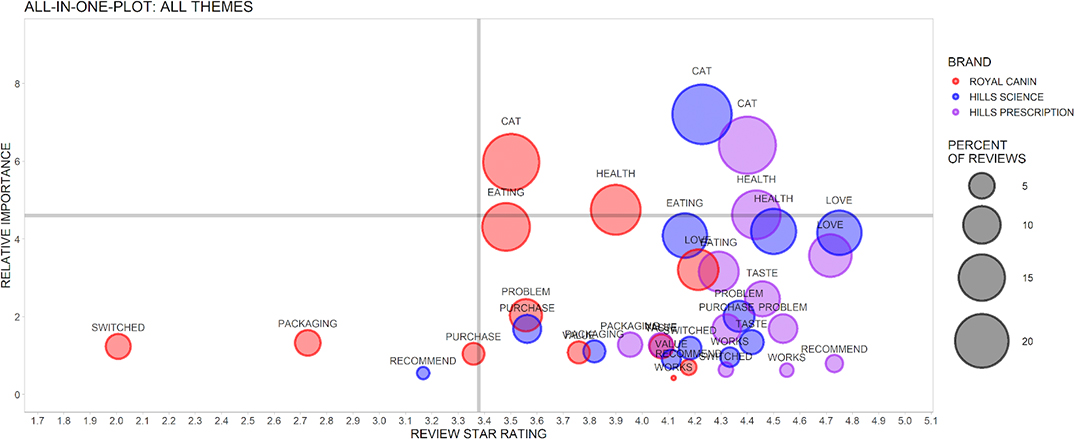 ALL-IN-ONE-PLOT: ALL THEMES
RELATIVE IMPORTANCE
8
6
4
2
0
CAT
CAT
CAT
EATING
HEALTH
HEALTH
HEALTH
EATING
LOVE
LOVE
LOVE
EATING
TASTE
PROBLEM
PROBLEM
PURCHASE
PURCHASE
PROBLEM
SWITCHED
PACKAGING
PURCHASE
RECOMMEND
VALUE
PACKAGING
PACKAGING
VALUE
SWITCHED
TASTE
VALUE
WORKS
RECOMMEND
SWITCHED
WORKS
WORKS
RECOMMEND
1.7 1.8 1.9 2.0 2.1 2.2 2.3 2.4 2.5 2.6 2.7 2.8 2.9 3.0 3.1 3.2 3.3 3.4 3.5 3.6 3.7 3.8 3.9 4.0 4.1 4.2 4.3 4.4 4.5 4.6 4.7 4.8 4.9 5.0 5.1
REVIEW STAR RATING
BRAND
ROYAL CANIN
HILLS SCIENCE
HILLS PRESCRIPTION
PERCENT
OF REVIEWS
5
10
15
20